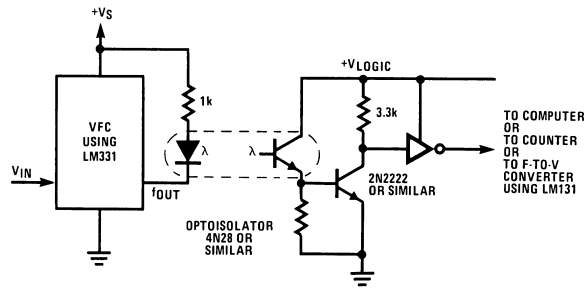 +VS
1k
VFC
USING
LM331
λ
VIN
fOUT
+VLOGIC
3.3k
λ
2N2222
OR SIMILAR
OPTOISOLATOR
4N28 OR
SIMILAR
TO COMPUTER
OR
TO COUNTER
OR
TO F-TO-V
CONVERTER
USING LM131